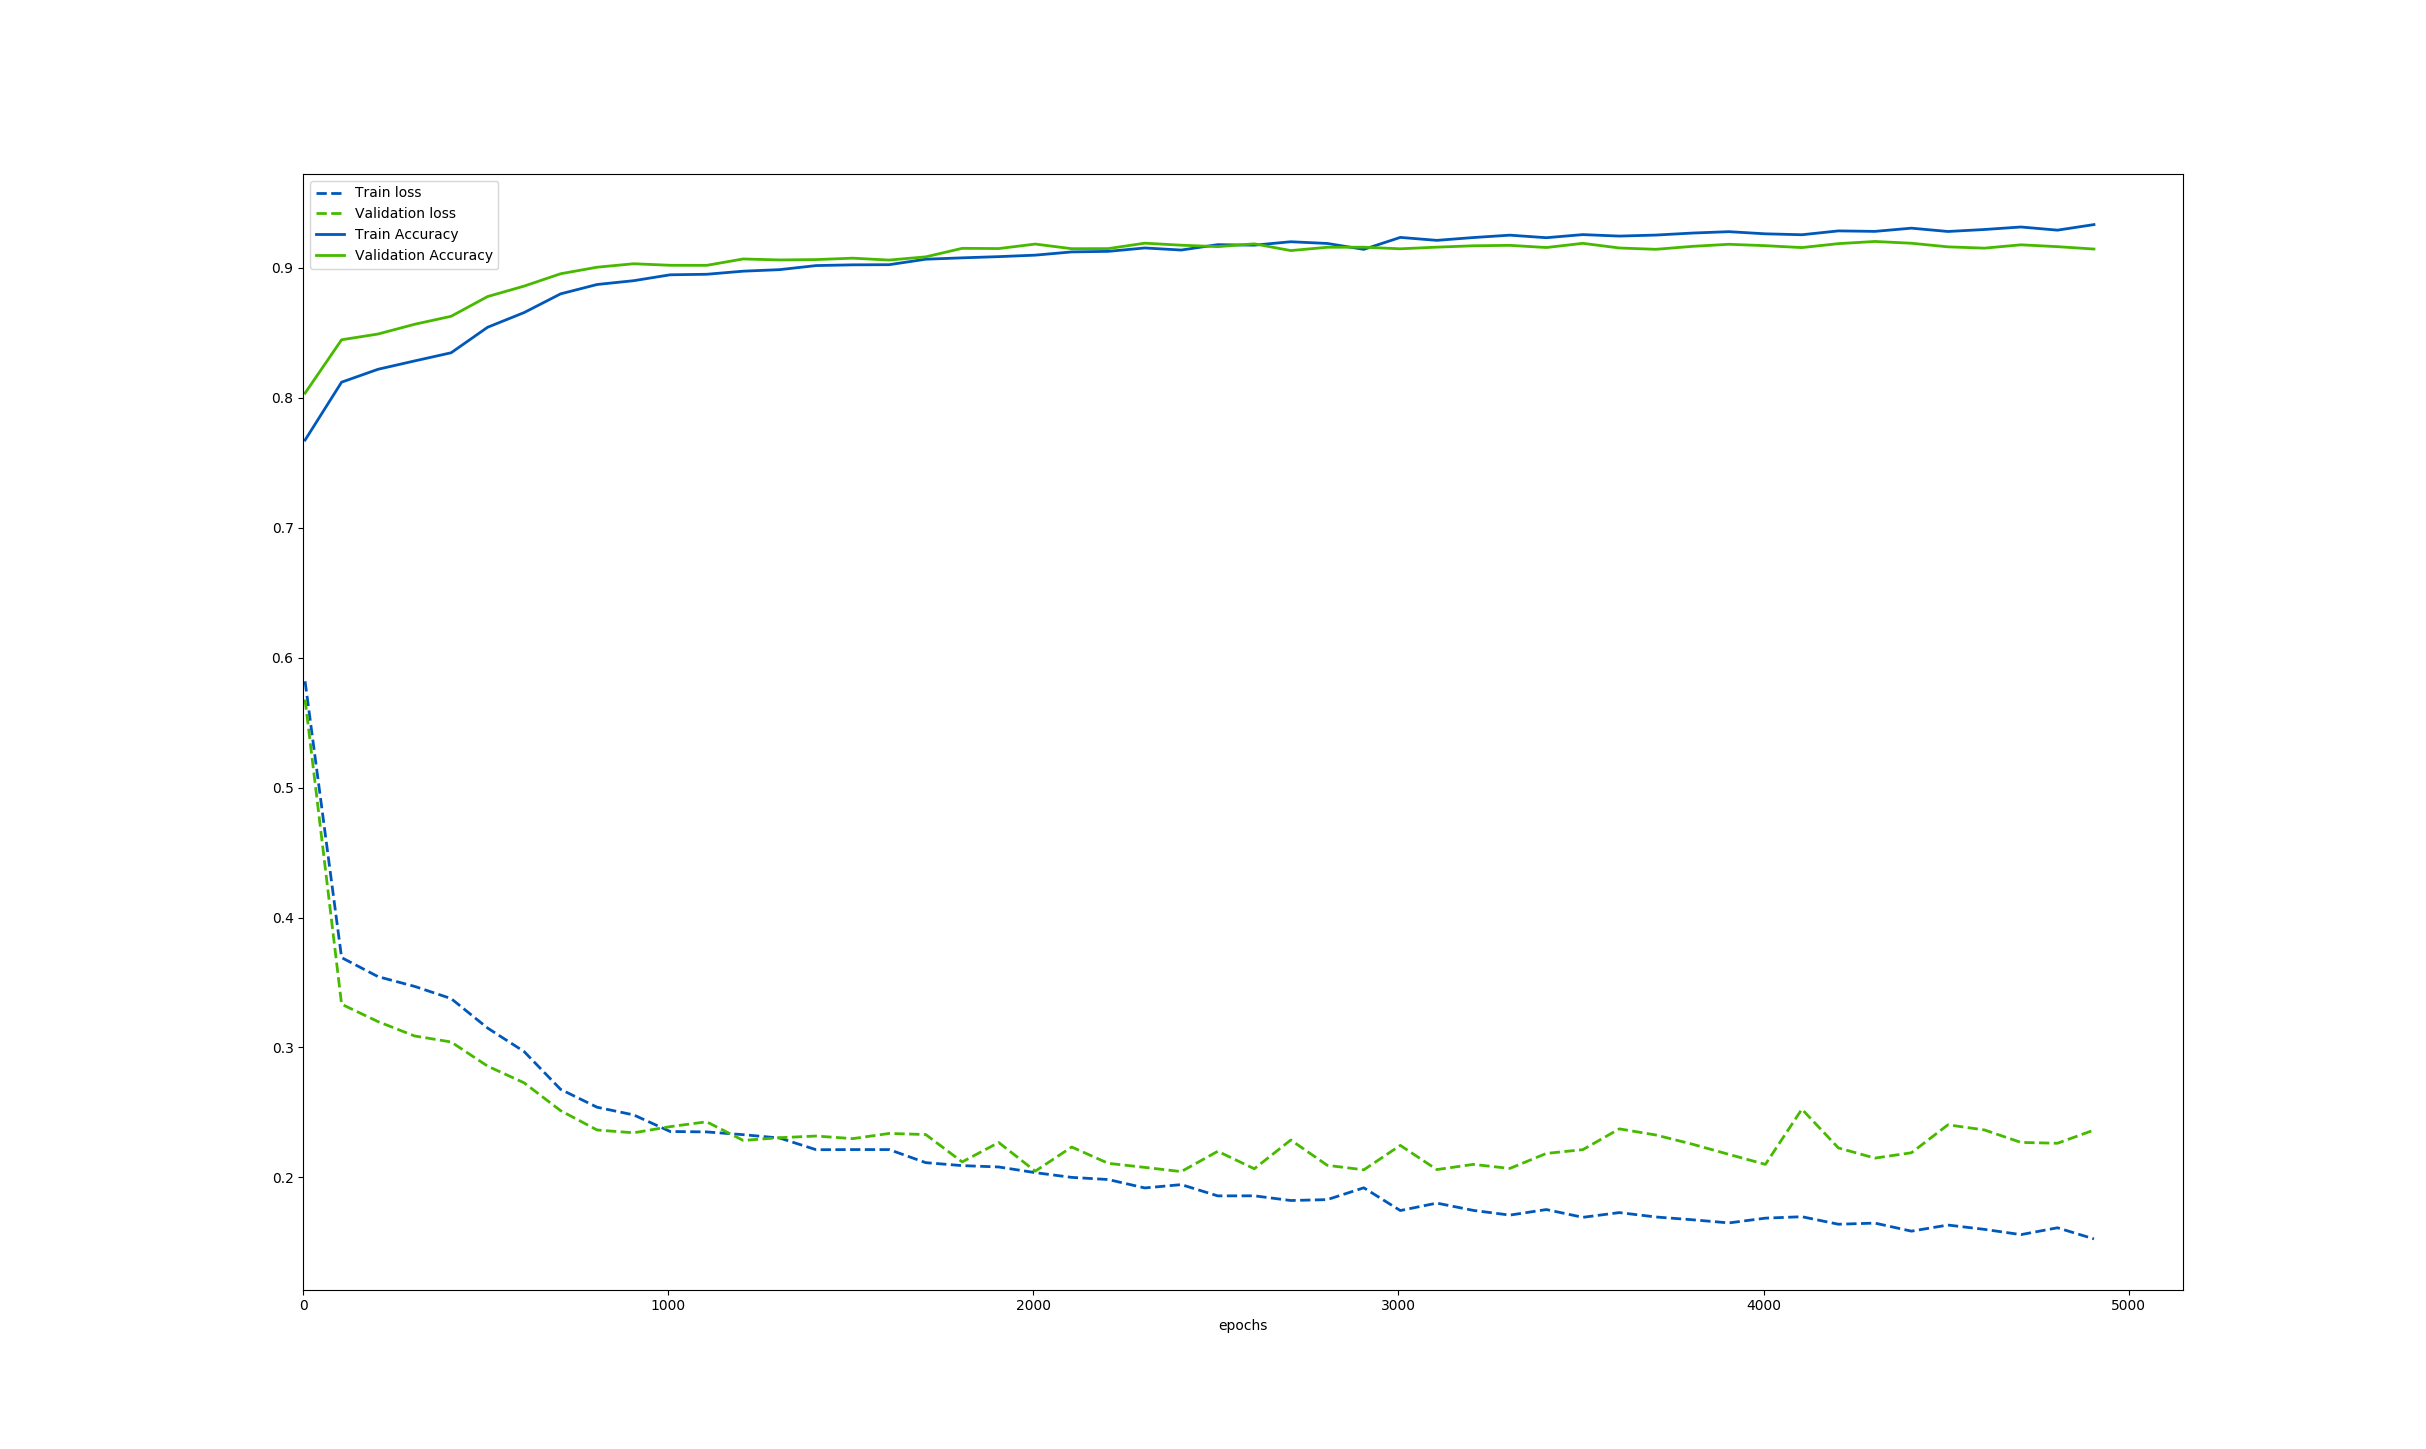 Train loss
Validation loss
Train Accuracy
Validation Accuracy
0.9
0.8
0.7
0.6
0.5
0.4
0.3
0.2
0 1000 2000 3000 4000 5000
epochs